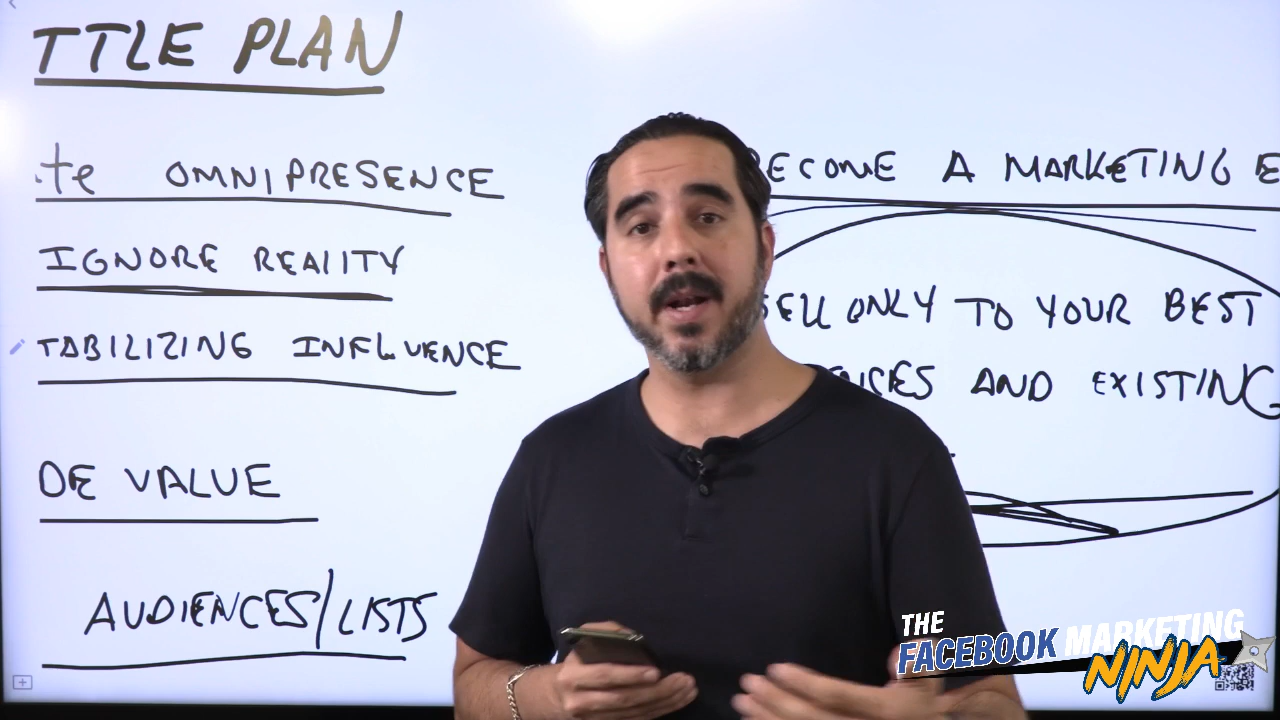 TTLE PLAN
te OMNIPRESENCE
IGNORE REALITY
TABILIZING INFLUENCE
DE VALUE
AUDIENCES/LISTS
ECOME A MARKETING E
SELL ONLY TO YOUR BEST
ENCES AND EXISTING
THE
FACEBOOK MARKETING
NINJA